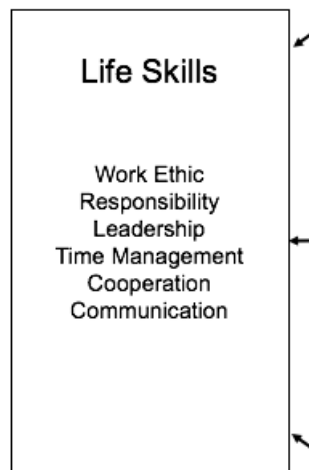 Life Skills
Work Ethic
Responsibility
Leadership
Time Management
Cooperation
Communication